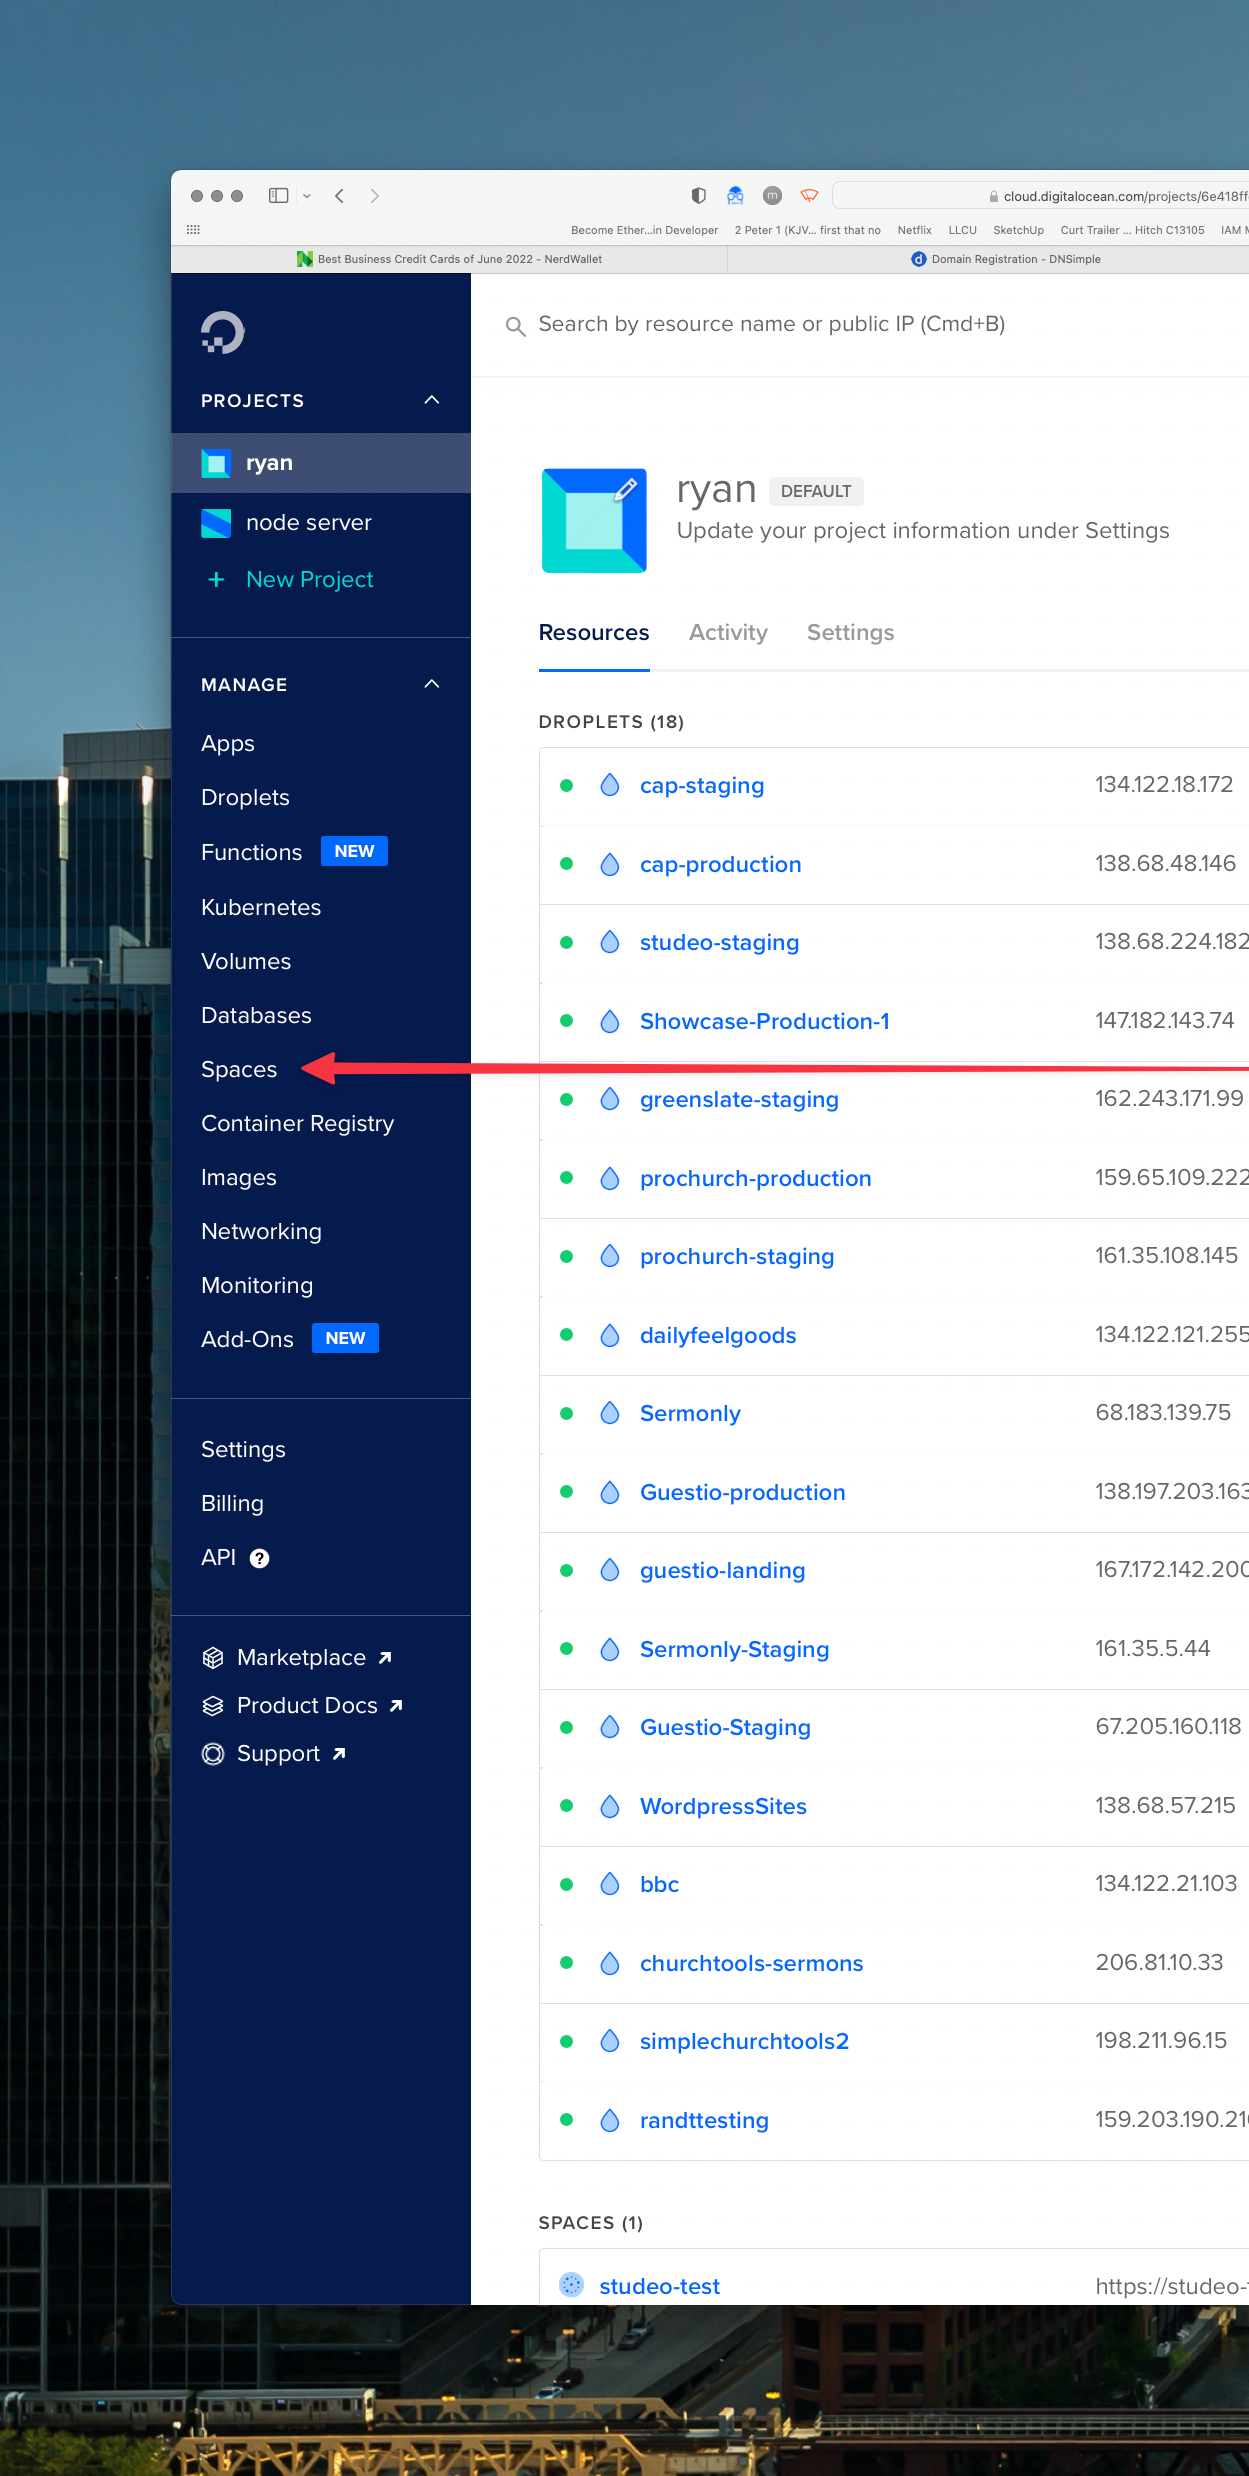 cloud.digitalocean.com/projects/6e418ff
Become Ether...in Developer 2 Peter 1 (KJV... first that no Netflix LLCU SketchUp Curt Trailer ... Hitch C13105 IAM
Best Business Credit Cards of June 2022 - NerdWallet Domain Registration - DNSimple
Search by resource name or public IP (Cmd+B)
PROJECTS
ryan
node server
+ New Project
MANAGE
Apps
Droplets
Functions NEW
Kubernetes
Volumes
Databases
Spaces
Container Registry
Images
Networking
Monitoring
Add-Ons NEW
Settings
Billing
API ?
Marketplace
Product Docs
Support
ryan DEFAULT
Update your project information under Settings
Resources Activity Settings
DROPLETS (18)
cap-staging 134.122.18.172
cap-production 138.68.48.146
studeo-staging 138.68.224.182
Showcase-Production-1 147.182.143.74
greenslate-staging 162.243.171.99
prochurch-production 159.65.109.222
prochurch-staging 161.35.108.145
dailyfeelgoods 134.122.121.255
Sermonly 68.183.139.75
Guestio-production 138.197.203.163
guestio-landing 167.172.142.200
Sermonly-Staging 161.35.5.44
Guestio-Staging 67.205.160.118
WordpressSites 138.68.57.215
bbc 134.122.21.103
churchtools-sermons 206.81.10.33
simplechurchtools2 198.211.96.15
randttesting 159.203.190.21
SPACES (1)
studeo-test https://studeo-